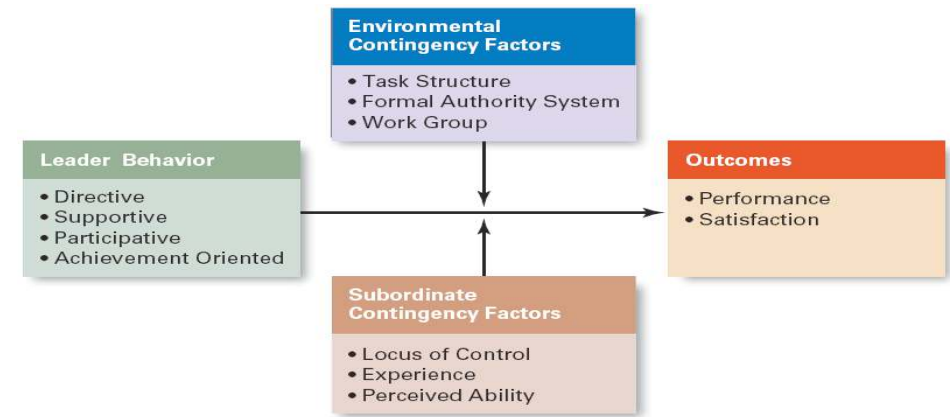 Environmental
Contingency Factors
• Task Structure
• Formal Authority System
• Work Group
Leader Behavior
• Directive
• Supportive
• Participative
• Achievement Oriented
Outcomes
• Performance
• Satisfaction
Subordinate
Contingency Factors
• Locus of Control
• Experience
• Perceived Ability